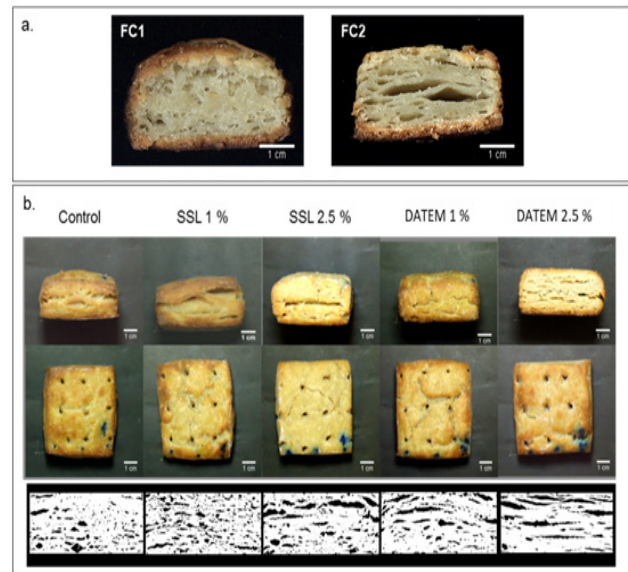 a.
FC1
FC2
1 cm
1 cm
b.
Control
SSL 1 %
SSL 2.5 %
DATEM 1 %
DATEM 2.5 %
1 cm
1 cm
1 cm
1 cm
1 cm
1 cm
1 cm
1 cm
1 cm
1 cm